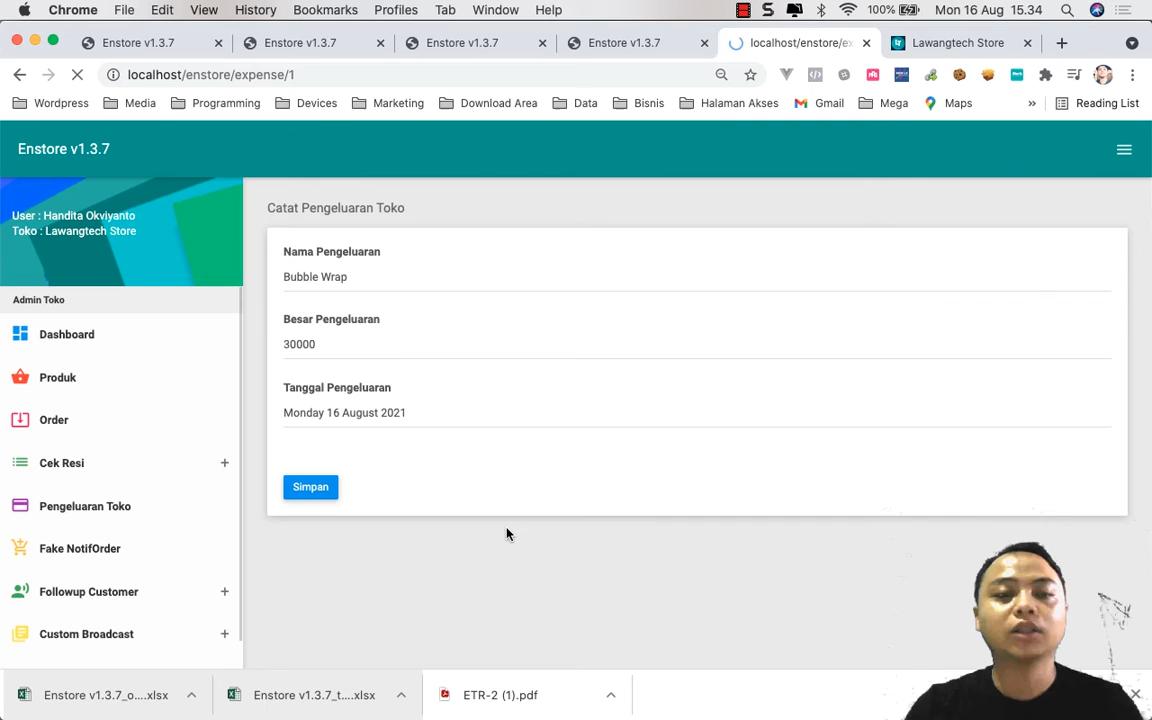 Chrome File Edit View History Bookmarks Profiles Tab Window Help 100% Mon 16 Aug 15.34
Enstore v1.3.7 Enstore v1.3.7 Enstore v1.3.7 Enstore v1.3.7 localhost/enstore/ex Lawangtech Store
localhost/enstore/expense/1
Wordpress Media Programming Devices Marketing Download Area Data Bisnis Halaman Akses Gmail Mega Maps » Reading List
Enstore v1.3.7
User : Handita Okviyanto
Toko : Lawangtech Store
Admin Toko
Dashboard
Produk
Order
Cek Resi +
Pengeluaran Toko
Fake NotifOrder
Followup Customer +
Custom Broadcast +
Catat Pengeluaran Toko
Nama Pengeluaran
Bubble Wrap
Besar Pengeluaran
30000
Tanggal Pengeluaran
Monday 16 August 2021
Simpan
Enstore v1.3.7_o....xlsx Enstore v1.3.7_t....xlsx ETR-2 (1).pdf